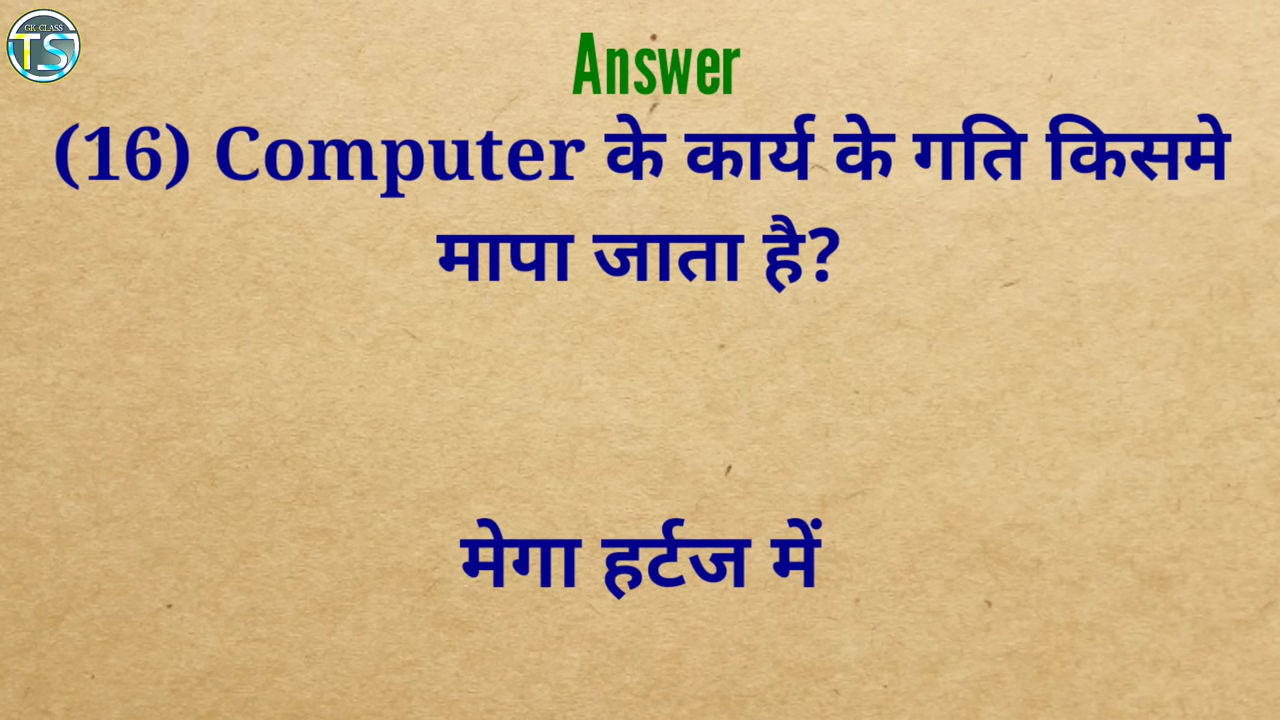 GK CLASS
TS
Answer
(16) Computer के कार्य के गति किसमे
मापा जाता है?
मेगा हर्टज में